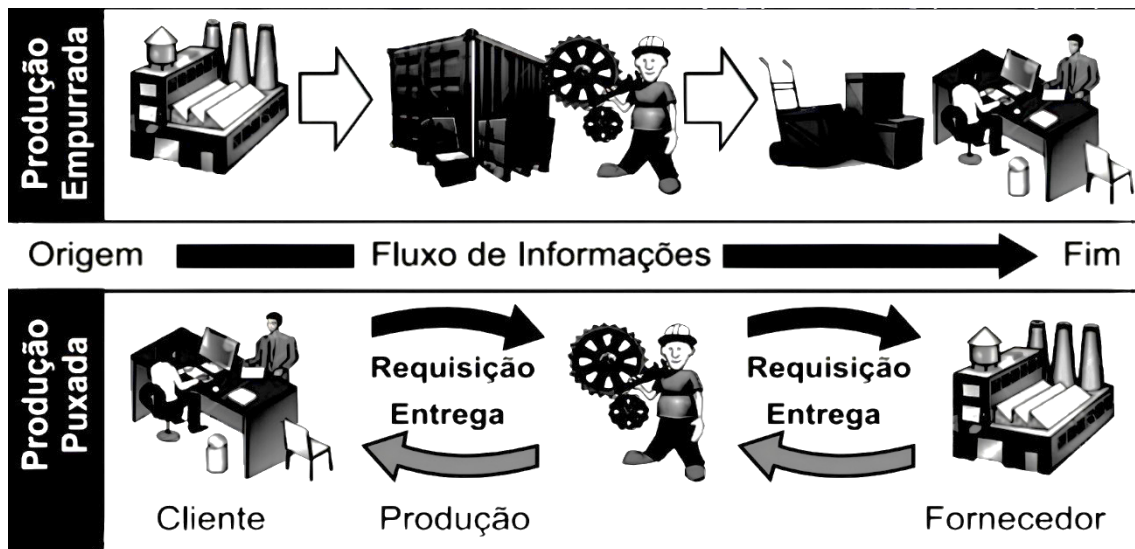 Produção
Empurrada
Origem Fluxo de Informações Fim
Produção
Puxada
Requisição Requisição
Entrega Entrega
Cliente Produção Fornecedor